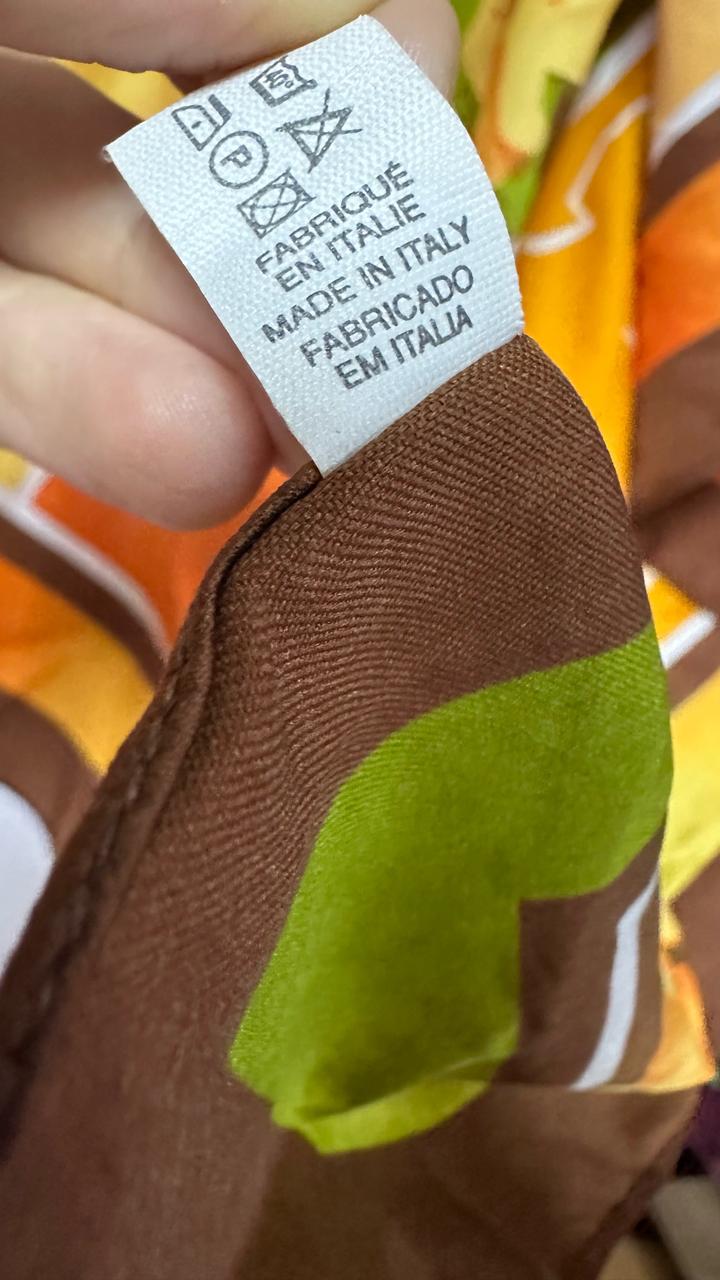 P
FABRIQUÉ
EN ITALIE
MADE IN ITALY
FABRICADO
EM ITALIA